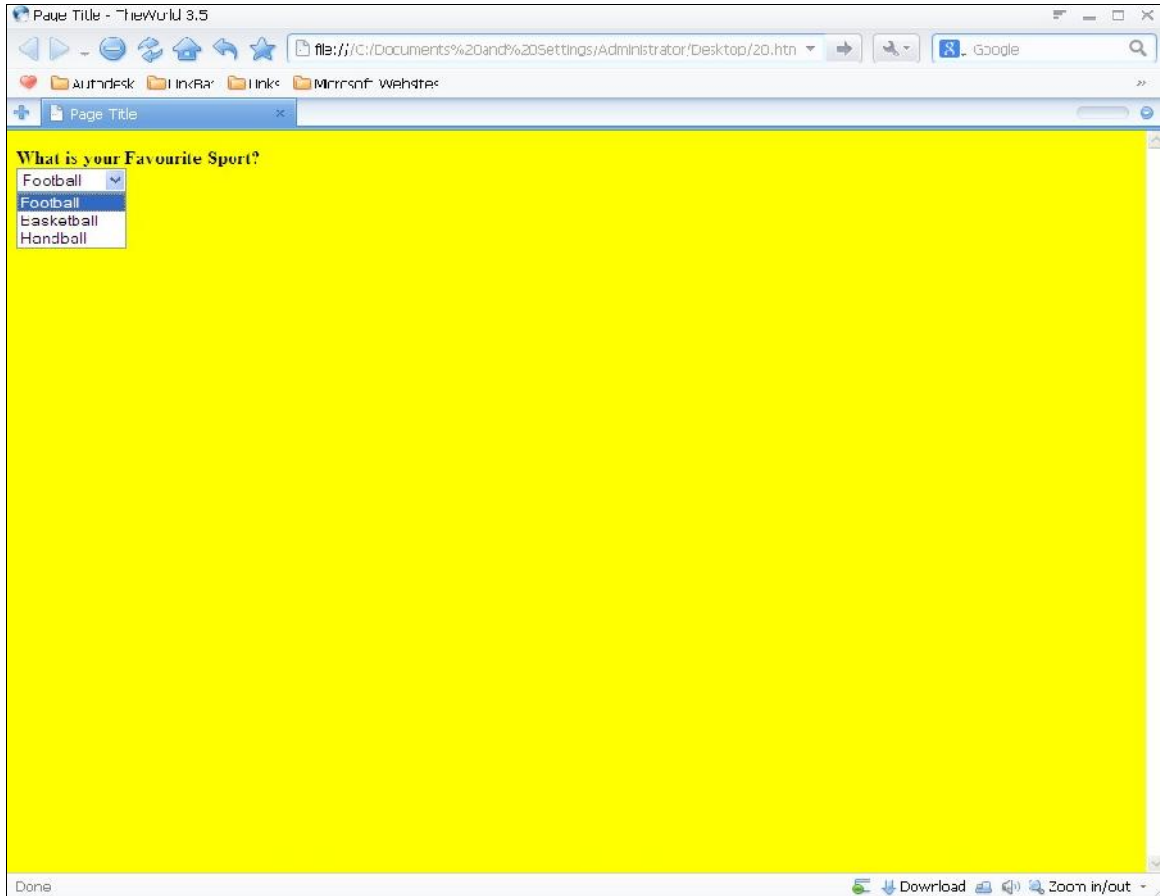 Page Title - TheWorld 3.5
file:///C:/Documents%20and%20Settings/Administrator/Desktop/20.htm
Google
Autodesk LinkBar Links Microsoft Websites
Page Title
What is your Favourite Sport?
Football
Football
Basketball
Handball
Done
Download
Zoom in/out